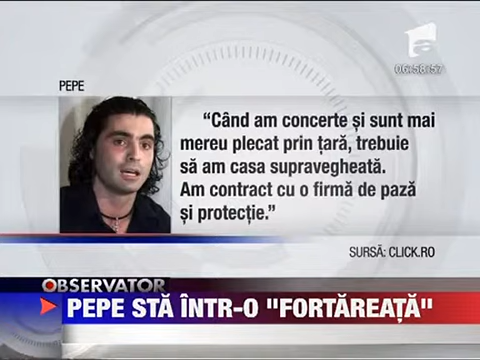 06:58:57
PEPE
“Când am concerte și sunt mai
mereu plecat prin țară, trebuie
să am casa supravegheată.
Am contract cu o firmă de pază
și protecție.”
SURSĂ: CLICK.RO
OBSERVATOR
PEPE STĂ ÎNTR-O "FORTĂREAȚĂ"